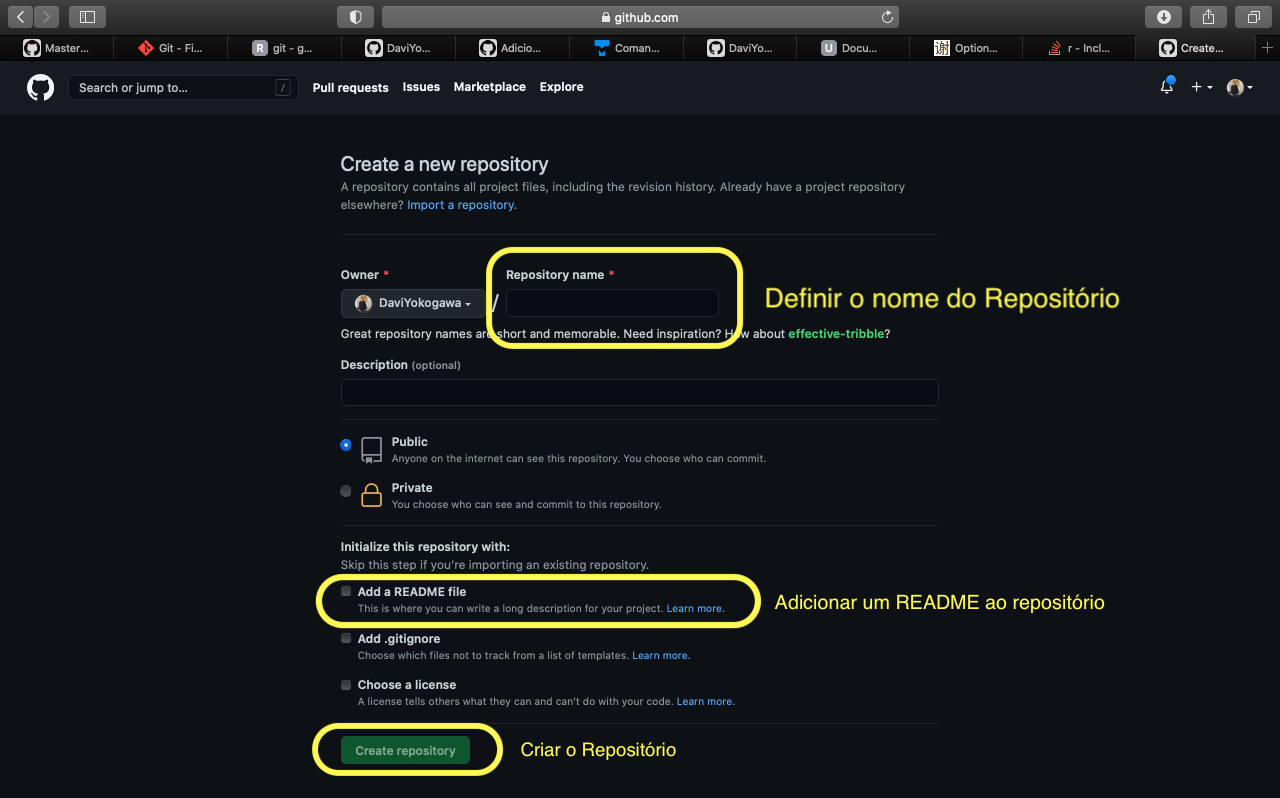 github.com
Master...
Git - Fi...
R
git - g...
DaviYo...
Adicio...
Coman...
DaviYo...
U
Docu...
谢
Option...
r - Incl...
Create...
Search or jump to...
/
Pull requests
Issues
Marketplace
Explore
Create a new repository
A repository contains all project files, including the revision history. Already have a project repository
elsewhere? Import a repository.
Owner *
Repository name *
DaviYokogawa
/
Definir o nome do Repositório
Great repository names are short and memorable. Need inspiration? How about effective-tribble?
Description (optional)
Public
Anyone on the internet can see this repository. You choose who can commit.
Private
You choose who can see and commit to this repository.
Initialize this repository with:
Skip this step if you're importing an existing repository.
Add a README file
This is where you can write a long description for your project. Learn more.
Adicionar um README ao repositório
Add .gitignore
Choose which files not to track from a list of templates. Learn more.
Choose a license
A license tells others what they can and can't do with your code. Learn more.
Create repository
Criar o Repositório